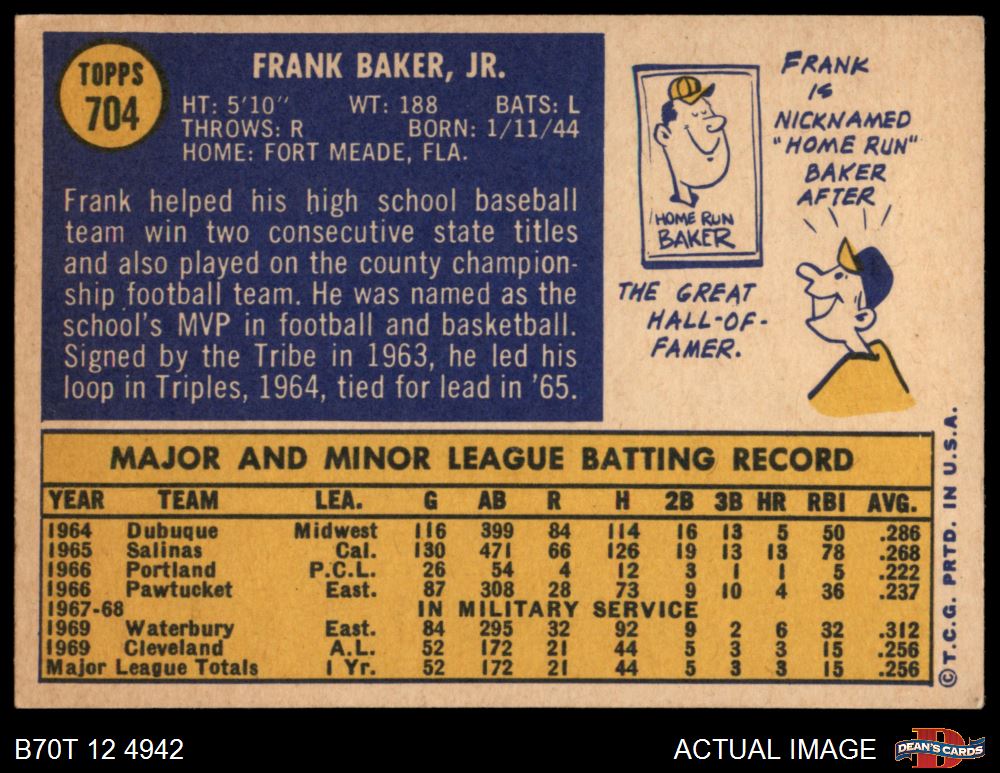 TOPPS
704
FRANK BAKER, JR.
HT: 5'10" WT: 188 BATS: L
THROWS: R BORN: 1/11/44
HOME: FORT MEADE, FLA.
Frank helped his high school baseball
team win two consecutive state titles
and also played on the county champion-
ship football team. He was named as the
school's MVP in football and basketball.
Signed by the Tribe in 1963, he led his
loop in Triples, 1964, tied for lead in '65.
FRANK
IS
NICKNAMED
"HOME RUN"
BAKER
AFTER
HOME RUN
BAKER
THE GREAT
HALL-OF-
FAMER.
MAJOR AND MINOR LEAGUE BATTING RECORD
YEAR TEAM LEA. G AB R H 2B 3B HR RBI AVG.
1964 Dubuque Midwest 116 399 84 114 16 13 5 50 .286
1965 Salinas Cal. 130 471 66 126 19 13 13 78 .268
1966 Portland P.C.L. 26 54 4 12 3 1 1 5 .222
1966 Pawtucket East. 87 308 28 73 9 10 4 36 .237
1967-68 IN MILITARY SERVICE
1969 Waterbury East. 84 295 32 92 9 2 6 32 .312
1969 Cleveland A.L. 52 172 21 44 5 3 3 15 .256
Major League Totals 1 Yr. 52 172 21 44 5 3 3 15 .256
©T.C.G. PRTD. IN U.S.A.
B70T 12 4942
ACTUAL IMAGE
D
DEAN'S CARDS